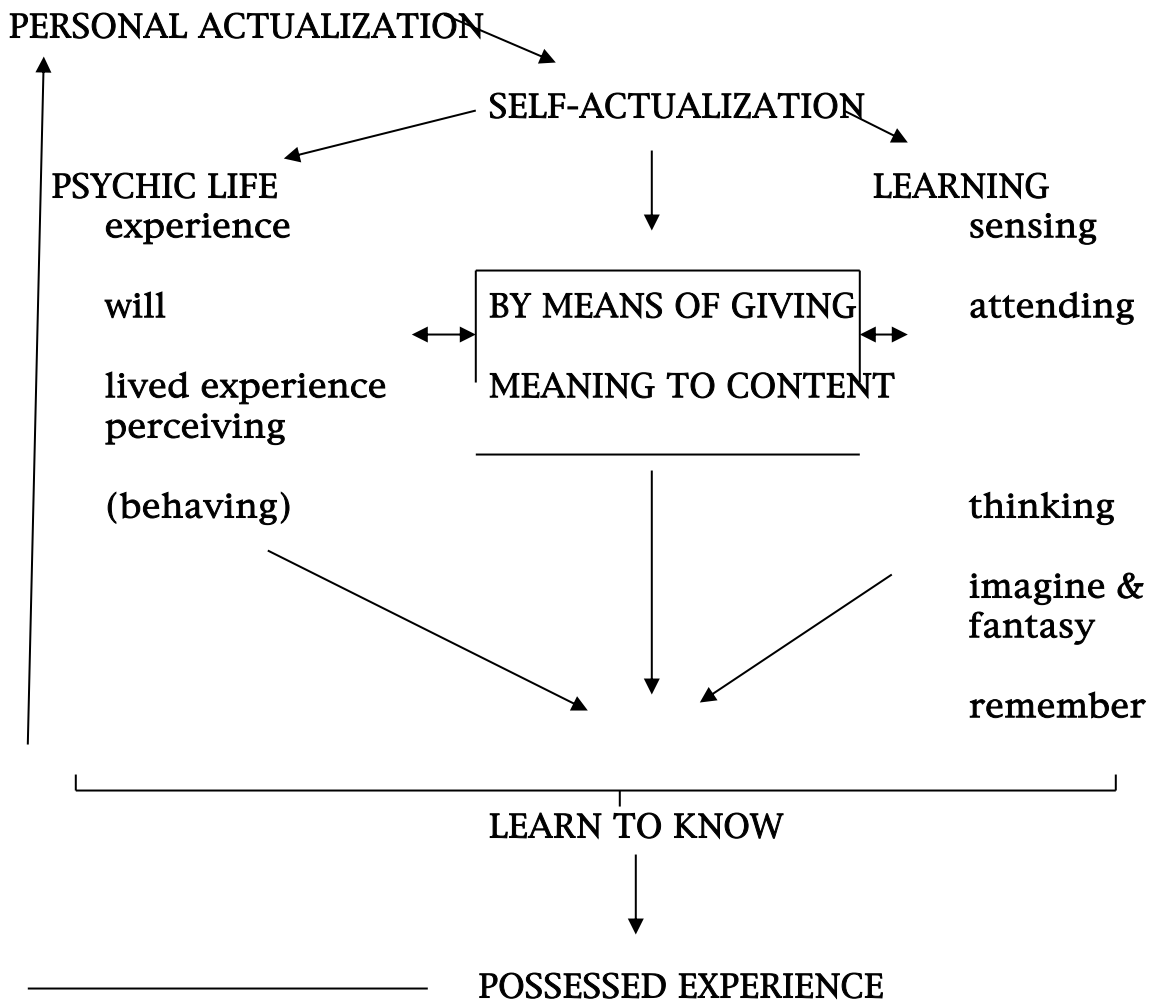 PERSONAL ACTUALIZATION
SELF-ACTUALIZATION
PSYCHIC LIFE
experience
will
lived experience
perceiving
(behaving)
BY MEANS OF GIVING
MEANING TO CONTENT
LEARNING
sensing
attending
thinking
imagine &
fantasy
remember
LEARN TO KNOW
POSSESSED EXPERIENCE